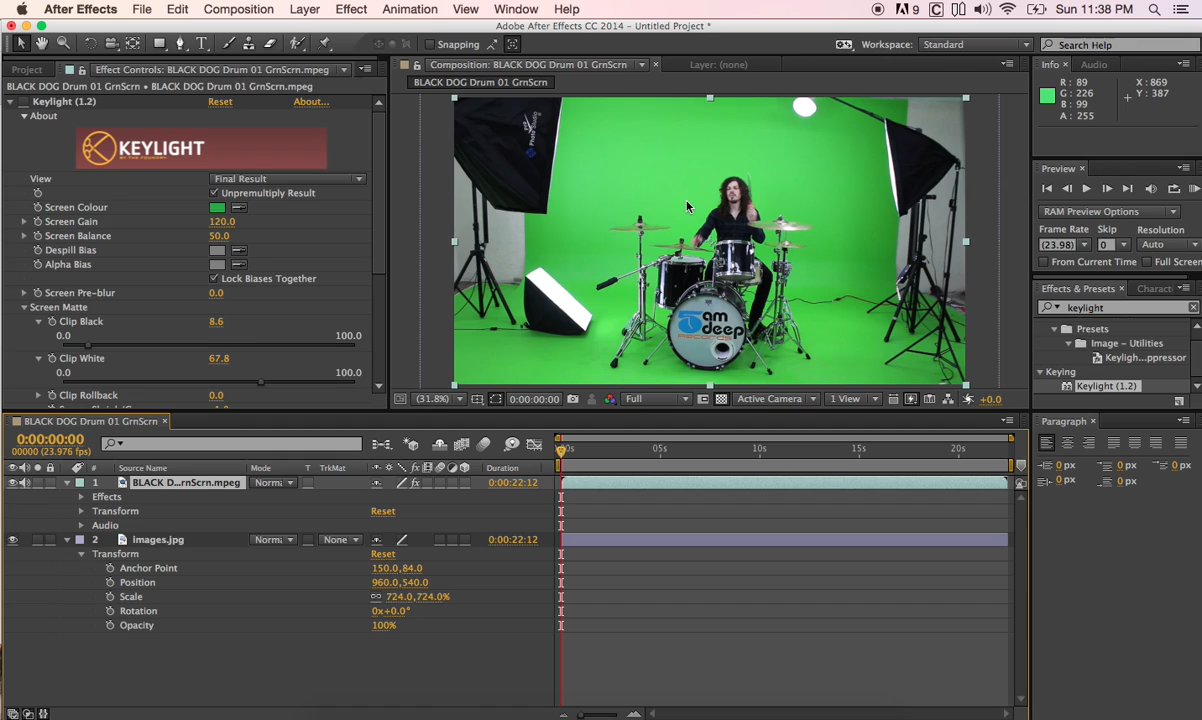 After Effects File Edit Composition Layer Effect Animation View Window Help 9 Sun 11:38 PM
Adobe After Effects CC 2014 - Untitled Project *
Snapping Workspace: Standard Search Help
Project Effect Controls: BLACK DOG Drum 01 GrnScrn.mpeg
BLACK DOG Drum 01 GrnScrn • BLACK DOG Drum 01 GrnScrn.mpeg
Keylight (1.2) Reset About...
About
KEYLIGHT
BY THE FOUNDRY
View Final Result
Unpremultiply Result
Screen Colour
Screen Gain 120.0
Screen Balance 50.0
Despill Bias
Alpha Bias
Lock Biases Together
Screen Pre-blur 0.0
Screen Matte
Clip Black 8.6
0.0 100.0
Clip White 67.8
0.0 100.0
Clip Rollback 0.0
Composition: BLACK DOG Drum 01 GrnScrn Layer: (none)
BLACK DOG Drum 01 GrnScrn
Photo Studio
am
deep
RECORDS
(31.8%) 0:00:00:00 Full Active Camera 1 View +0.0
Info Audio
R : 89
G : 226
B : 99
A : 255
X : 869
Y : 387
Preview
RAM Preview Options
Frame Rate Skip Resolution
(23.98) 0 Auto
From Current Time Full Screen
Effects & Presets Charact
keylight
Presets
Image – Utilities
Keyligh...ppressor
Keying
Keylight (1.2)
Paragraph
0 px 0 px 0 px
0 px 0 px
BLACK DOG Drum 01 GrnScrn
0:00:00:00
00000 (23.976 fps)
# Source Name Mode T TrkMat Duration
:00s 05s 10s 15s 20s
1 BLACK D...rnScrn.mpeg Norm 0:00:22:12
Effects
Transform Reset
Audio
2 images.jpg Norm None 0:00:22:12
Transform Reset
Anchor Point 150.0,84.0
Position 960.0,540.0
Scale 724.0,724.0%
Rotation 0x+0.0°
Opacity 100%